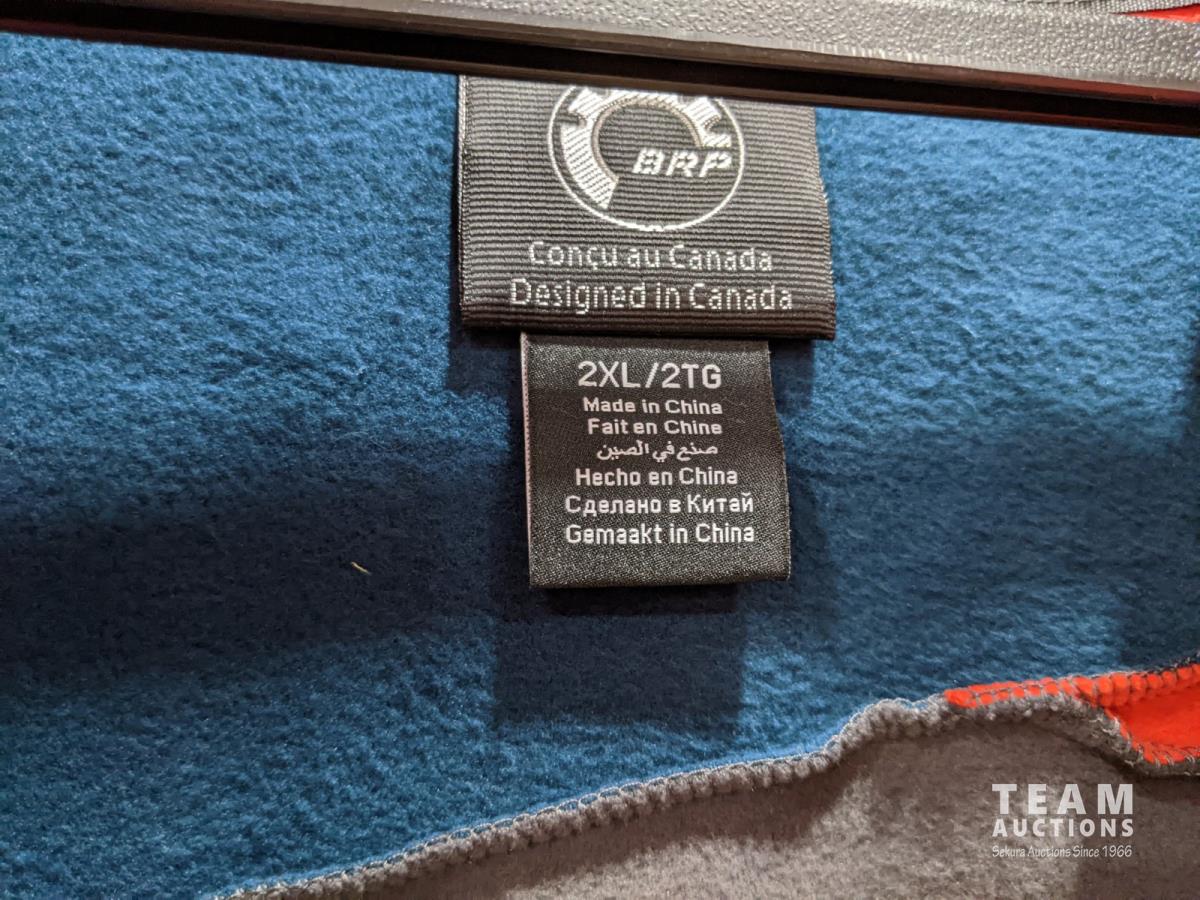 BRP
Conçu au Canada
Designed in Canada
2XL/2TG
Made in China
Fait en Chine
صنع في الصين
Hecho en China
Сделано в Китай
Gemaakt in China
TEAM
AUCTIONS
Sekura Auctions Since 1966